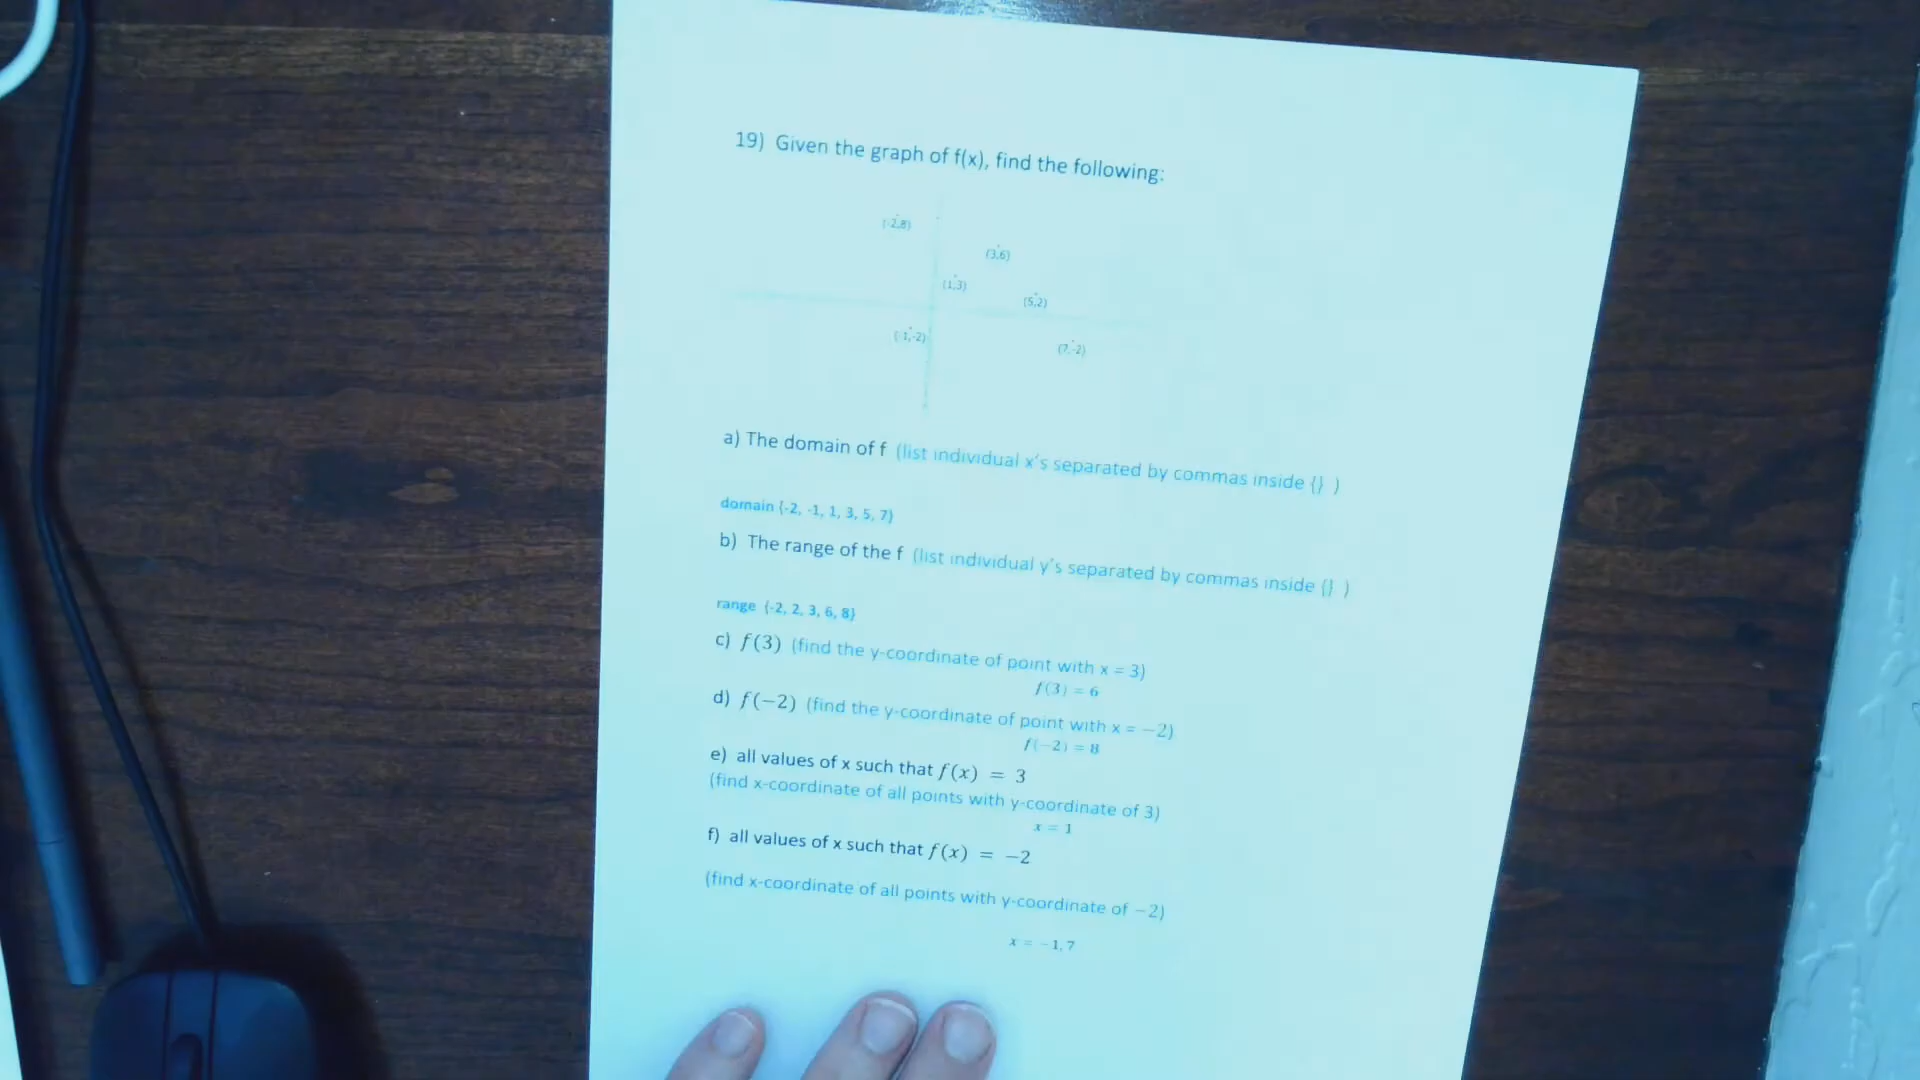 19) Given the graph of f(x), find the following:
(-2,8)
(3,6)
(1,3)
(5,2)
(-1,-2)
(7,-2)
a) The domain of f (list individual x's separated by commas inside {} )
domain {-2, -1, 1, 3, 5, 7}
b) The range of the f (list individual y's separated by commas inside {} )
range {-2, 2, 3, 6, 8}
c) f(3) (find the y-coordinate of point with x = 3)
f(3) = 6
d) f(−2) (find the y-coordinate of point with x = −2)
f(−2) = 8
e) all values of x such that f(x) = 3
(find x-coordinate of all points with y-coordinate of 3)
x = 1
f) all values of x such that f(x) = −2
(find x-coordinate of all points with y-coordinate of −2)
x = −1, 7